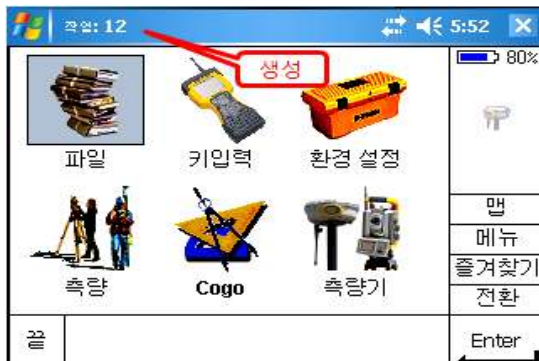 작업: 12
5:52
생성
80%
파일
키입력
환경 설정
측량
Cogo
측량기
맵
메뉴
즐겨찾기
전환
끝
Enter